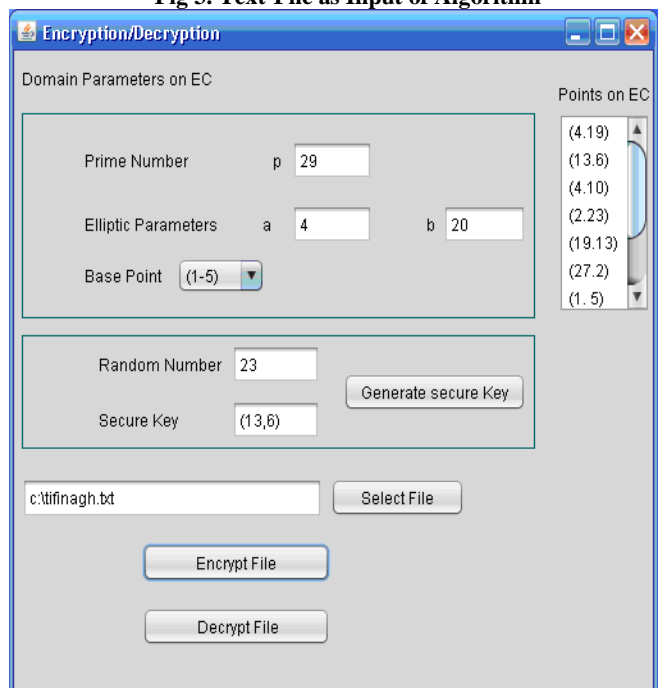 Fig 3. Text File as Input of Algorithm
Encryption/Decryption
Domain Parameters on EC
Points on EC
(4.19)
(13.6)
(4.10)
(2.23)
(19.13)
(27.2)
(1. 5)
Prime Number p 29
Elliptic Parameters a 4 b 20
Base Point (1-5)
Random Number 23
Generate secure Key
Secure Key (13,6)
c:\tifinagh.txt Select File
Encrypt File
Decrypt File